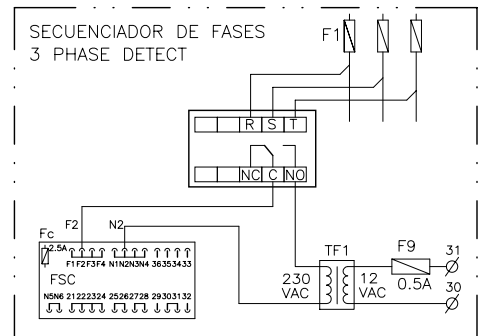 SECUENCIADOR DE FASES
3 PHASE DETECT
F1
R S T
NC C NO
F2 N2
Fc
2.5A
F1F2F3F4 N1N2N3N4 36353433
FSC
N5N6 21222324 25262728 29303132
TF1
230 VAC
12 VAC
F9
0.5A
31
30